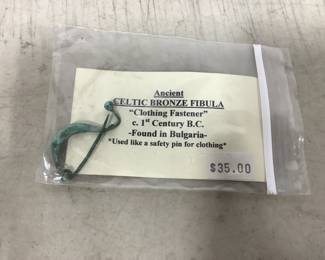 Ancient
CELTIC BRONZE FIBULA
"Clothing Fastener"
c. 1st Century B.C.
-Found in Bulgaria-
*Used like a safety pin for clothing*
$35.00